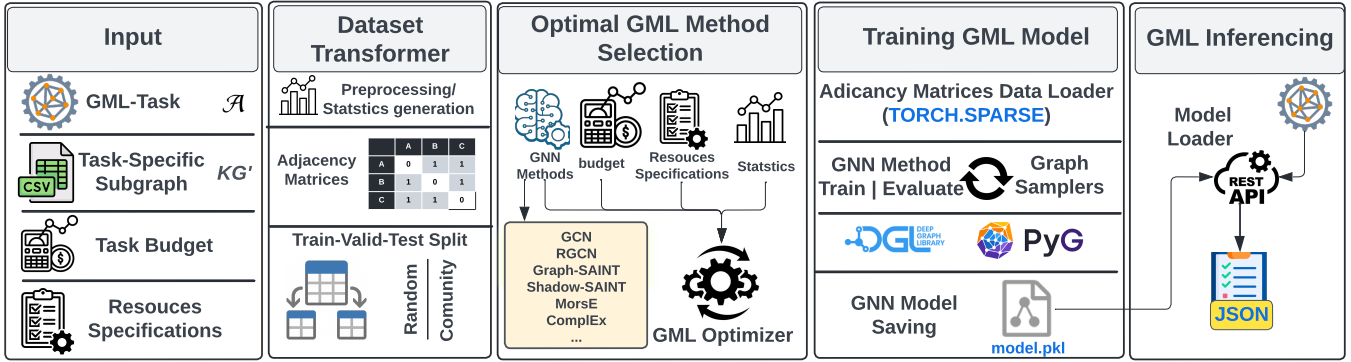 Input
GML-Task
𝒜
CSV
Task-Specific
Subgraph
KG'
Task Budget
Resouces
Specifications
Dataset
Transformer
Preprocessing/
Statstics generation
Adjacency
Matrices
A B C
A 0 1 1
B 1 0 1
C 1 1 0
Train-Valid-Test Split
Random
Comunity
Optimal GML Method
Selection
GNN
Methods
budget
Resouces
Specifications
Statistics
GCN
RGCN
Graph-SAINT
Shadow-SAINT
MorsE
ComplEx
...
GML Optimizer
Training GML Model
Adicancy Matrices Data Loader
(TORCH.SPARSE)
GNN Method
Train | Evaluate
Graph
Samplers
DGL DEEP
GRAPH
LIBRARY
PyG
GNN Model
Saving
model.pkl
GML Inferencing
Model
Loader
REST
API
JSON